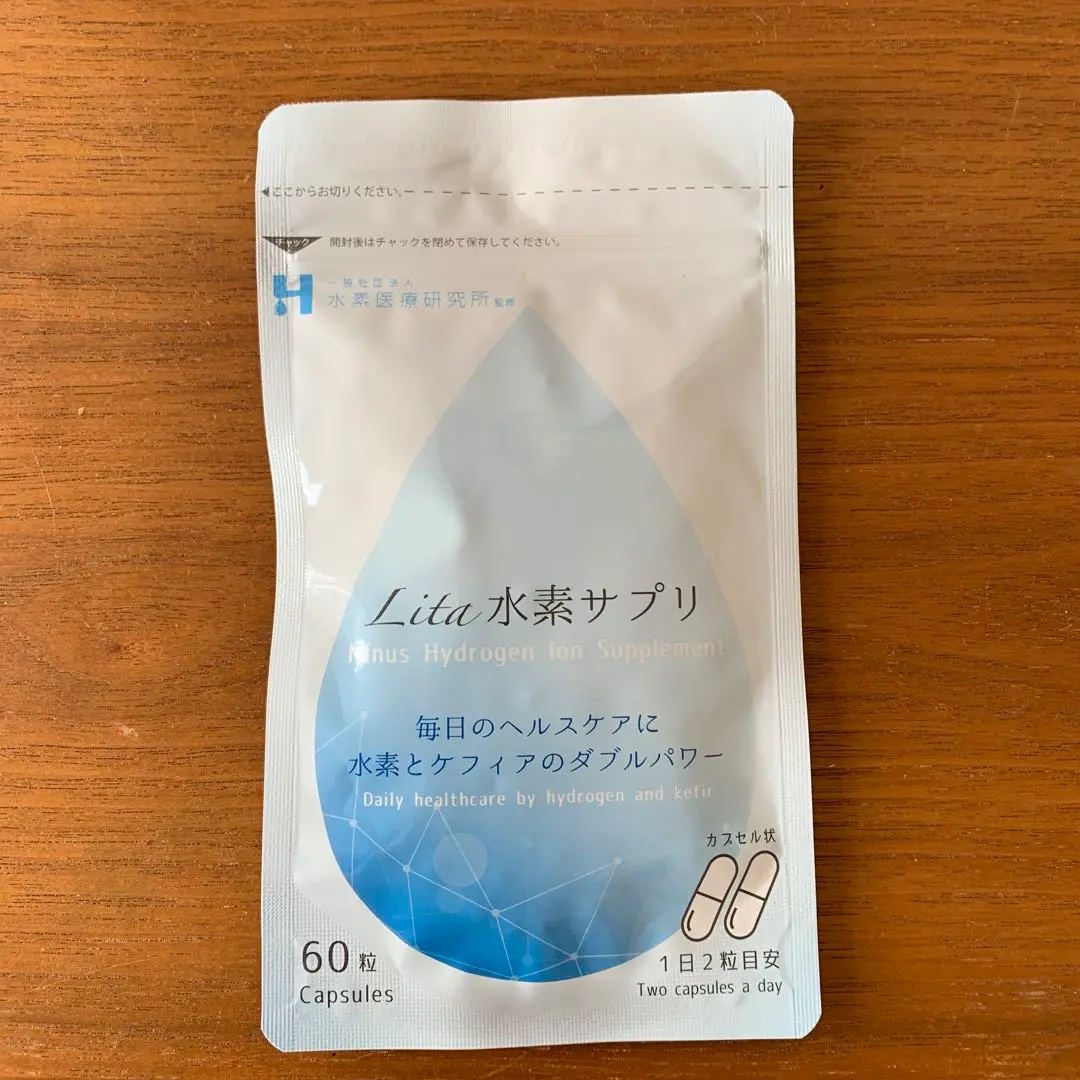 ここからお切りください。
チャック
開封後はチャックを閉めて保存してください。
一般社団法人
水素医療研究所監修
Lita 水素サプリ
Minus Hydrogen Ion Supplement
毎日のヘルスケアに
水素とケフィアのダブルパワー
Daily healthcare by hydrogen and kefir
カプセル状
60粒
Capsules
1日2粒目安
Two capsules a day